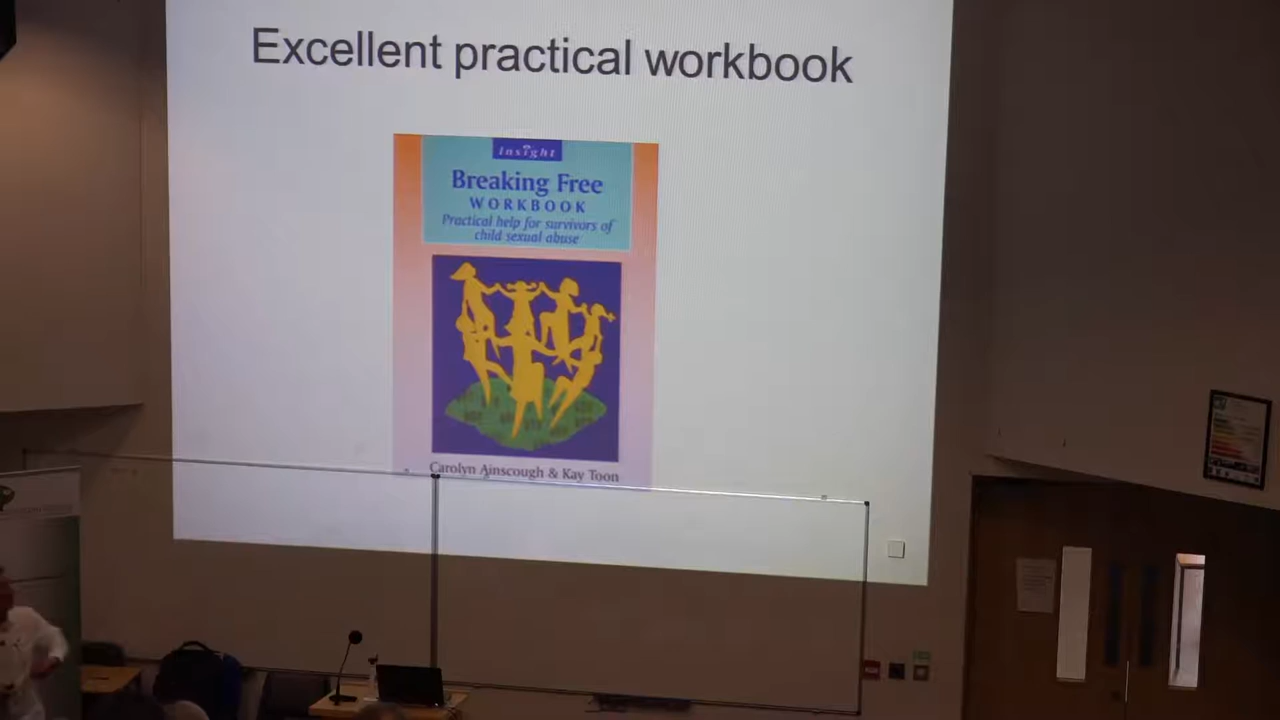 Excellent practical workbook
Insight
Breaking Free
WORKBOOK
Practical help for survivors of
child sexual abuse
Carolyn Ainscough & Kay Toon